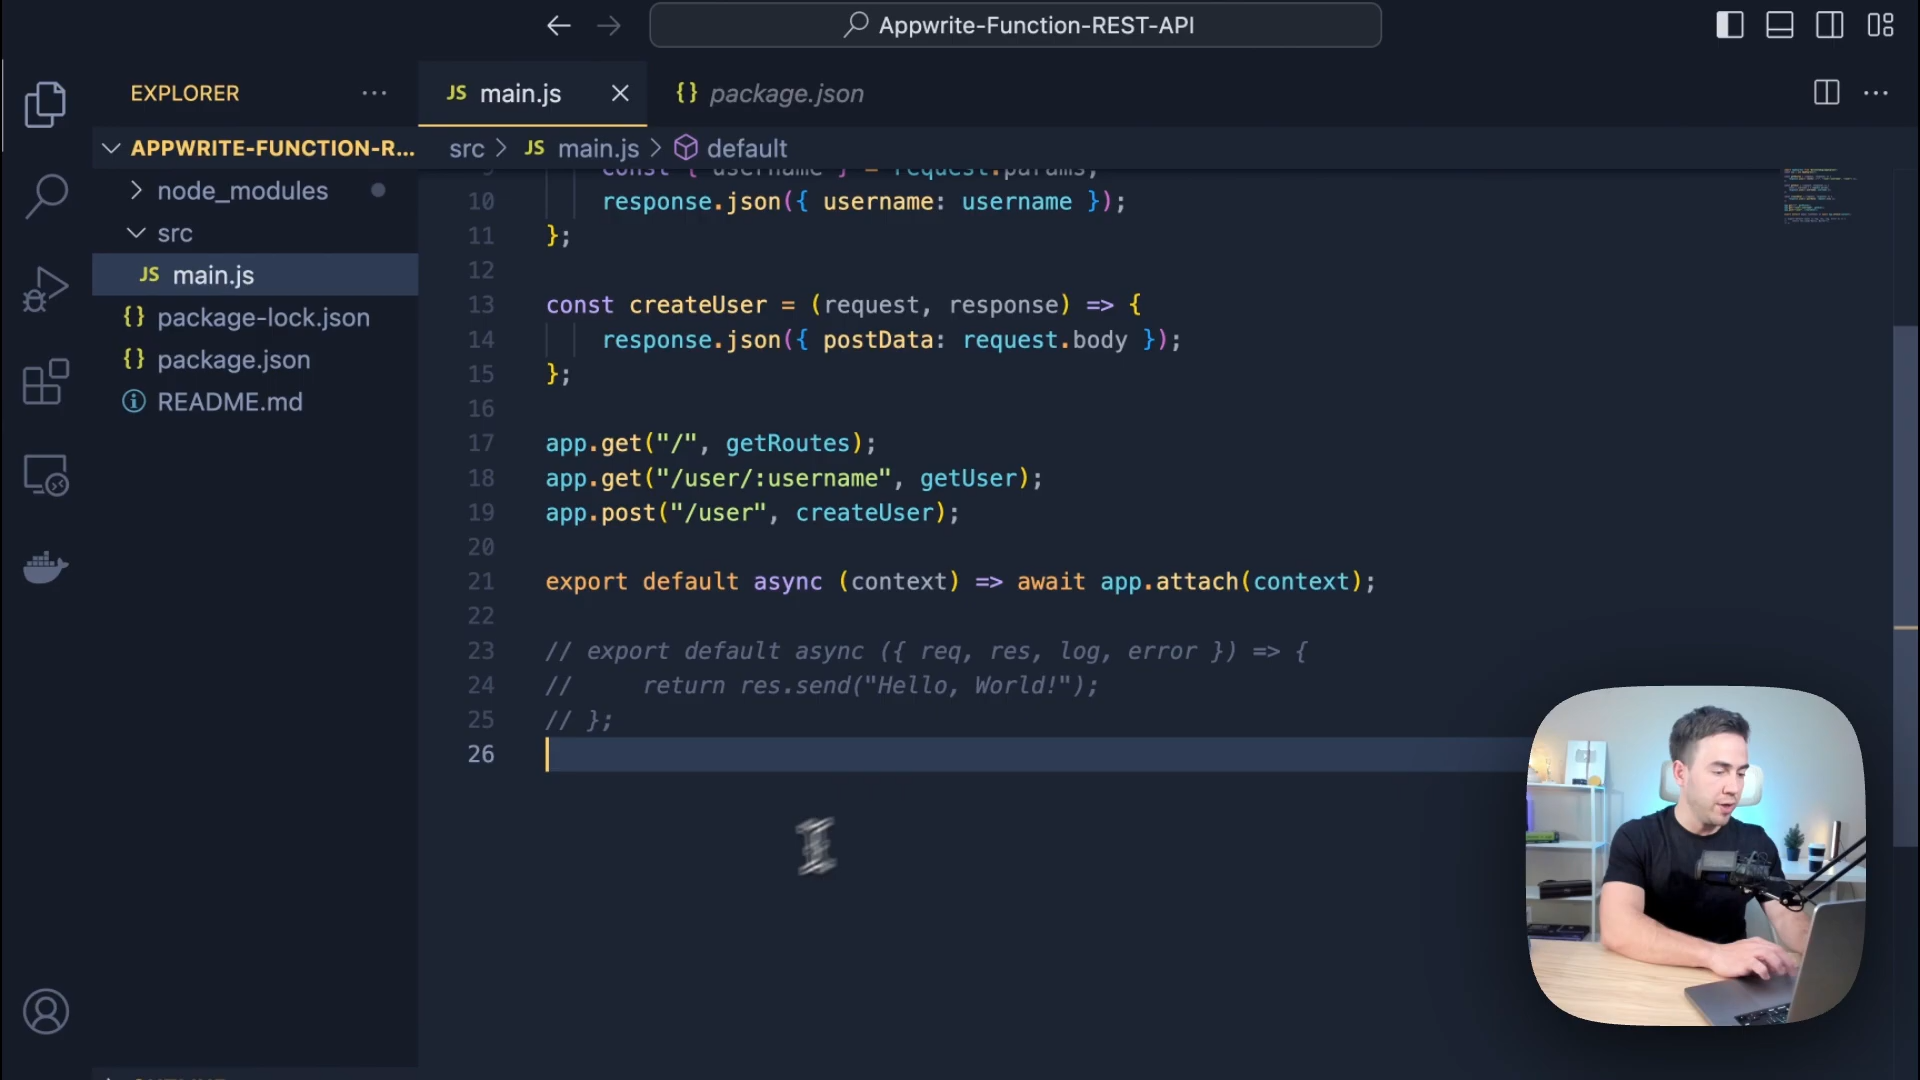 Appwrite-Function-REST-API
EXPLORER
JS main.js
{} package.json
APPWRITE-FUNCTION-R...
src > JS main.js > default
node_modules
src
JS main.js
{} package-lock.json
{} package.json
README.md
const { username } = request.params;
10 response.json({ username: username });
11 };
12
13 const createUser = (request, response) => {
14 response.json({ postData: request.body });
15 };
16
17 app.get("/", getRoutes);
18 app.get("/user/:username", getUser);
19 app.post("/user", createUser);
20
21 export default async (context) => await app.attach(context);
22
23 // export default async ({ req, res, log, error }) => {
24 //     return res.send("Hello, World!");
25 // };
26